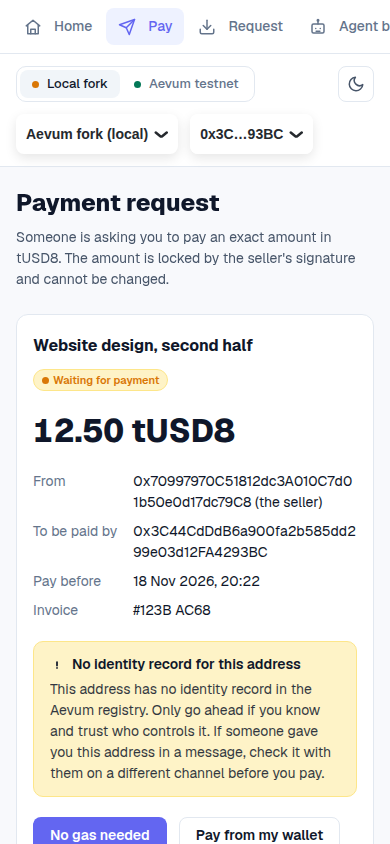 Home Pay Request Agent b
Local fork Aevum testnet
Aevum fork (local) 0x3C…93BC
Payment request
Someone is asking you to pay an exact amount in
tUSD8. The amount is locked by the seller's signature
and cannot be changed.
Website design, second half
Waiting for payment
12.50 tUSD8
From 0x70997970C51812dc3A010C7d0
1b50e0d17dc79C8 (the seller)
To be paid by 0x3C44CdDdB6a900fa2b585dd2
99e03d12FA4293BC
Pay before 18 Nov 2026, 20:22
Invoice #123B AC68
! No identity record for this address
This address has no identity record in the
Aevum registry. Only go ahead if you know
and trust who controls it. If someone gave
you this address in a message, check it with
them on a different channel before you pay.
No gas needed Pay from my wallet